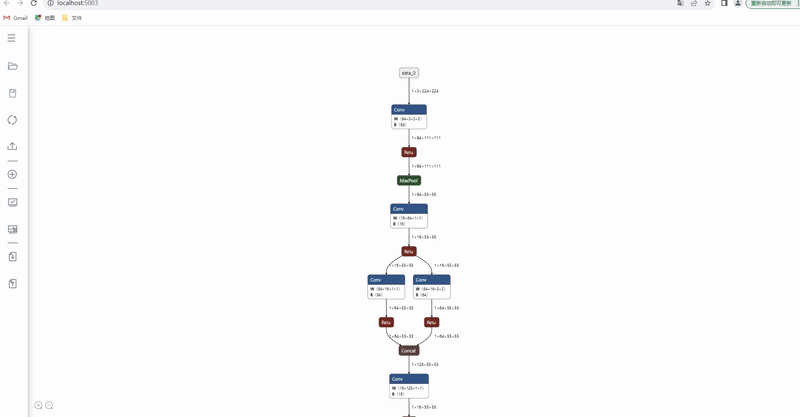 localhost:5003
重新启动即可更新
Gmail
地图
文件
data_0
1×3×224×224
Conv
W ⟨64×3×3×3⟩
B ⟨64⟩
1×64×111×111
Relu
1×64×111×111
MaxPool
1×64×55×55
Conv
W ⟨16×64×1×1⟩
B ⟨16⟩
1×16×55×55
Relu
1×16×55×55
1×16×55×55
Conv
W ⟨64×16×1×1⟩
B ⟨64⟩
Conv
W ⟨64×16×3×3⟩
B ⟨64⟩
1×64×55×55
1×64×55×55
Relu
Relu
1×64×55×55
1×64×55×55
Concat
1×128×55×55
Conv
W ⟨16×128×1×1⟩
B ⟨16⟩
1×16×55×55